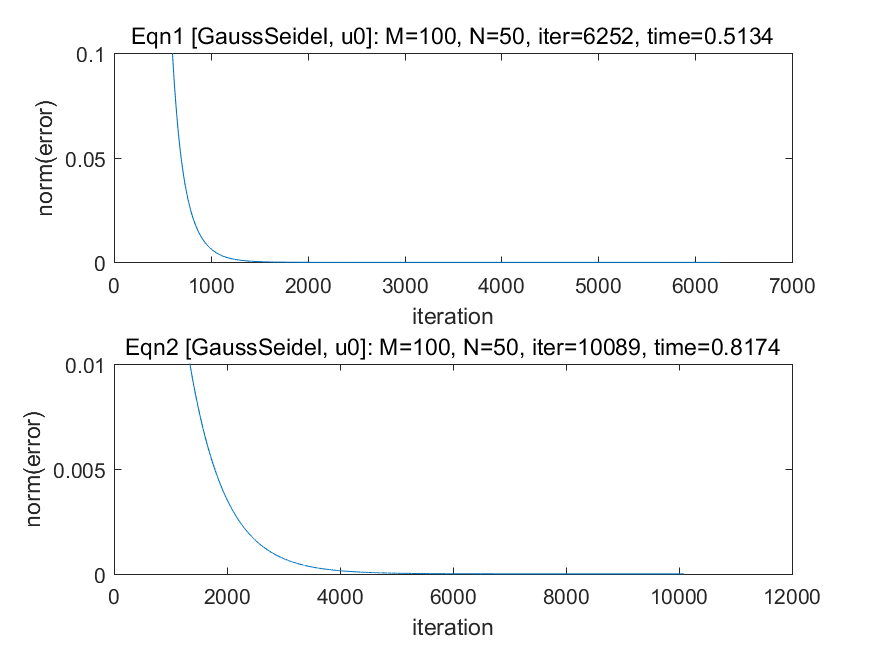 Eqn1 [GaussSeidel, u0]: M=100, N=50, iter=6252, time=0.5134
0.1
0.05
0
norm(error)
0 1000 2000 3000 4000 5000 6000 7000
iteration
Eqn2 [GaussSeidel, u0]: M=100, N=50, iter=10089, time=0.8174
0.01
0.005
0
norm(error)
0 2000 4000 6000 8000 10000 12000
iteration